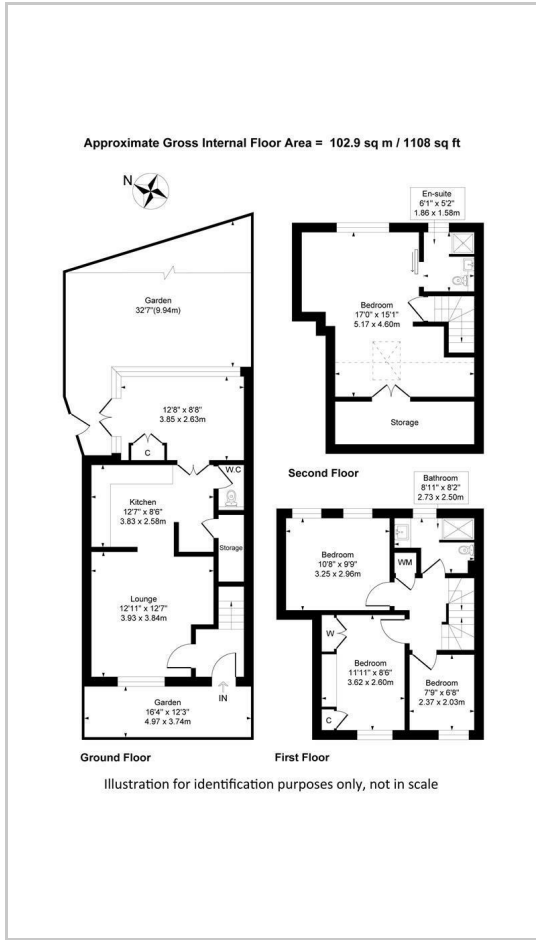 Approximate Gross Internal Floor Area = 102.9 sq m / 1108 sq ft
N
Garden
32'7"(9.94m)
12'8" x 8'8"
3.85 x 2.63m
C
W.C
Kitchen
12'7" x 8'6"
3.83 x 2.58m
Storage
Lounge
12'11" x 12'7"
3.93 x 3.84m
IN
Garden
16'4" x 12'3"
4.97 x 3.74m
Ground Floor
En-suite
6'1" x 5'2"
1.86 x 1.58m
Bedroom
17'0" x 15'1"
5.17 x 4.60m
Storage
Second Floor
Bathroom
8'11" x 8'2"
2.73 x 2.50m
Bedroom
10'8" x 9'9"
3.25 x 2.96m
WM
W
Bedroom
11'11" x 8'6"
3.62 x 2.60m
C
Bedroom
7'9" x 6'8"
2.37 x 2.03m
First Floor
Illustration for identification purposes only, not in scale